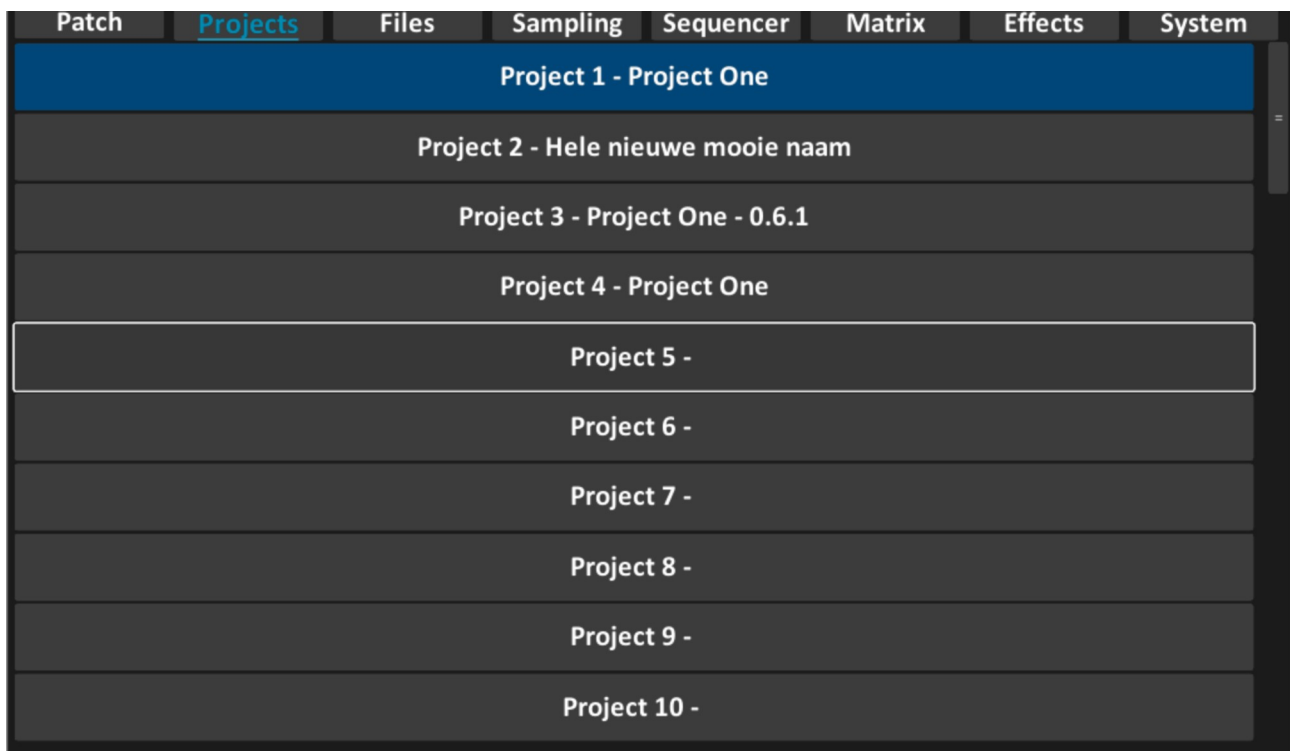 Patch Projects Files Sampling Sequencer Matrix Effects System
Project 1 - Project One
Project 2 - Hele nieuwe mooie naam
Project 3 - Project One - 0.6.1
Project 4 - Project One
Project 5 -
Project 6 -
Project 7 -
Project 8 -
Project 9 -
Project 10 -